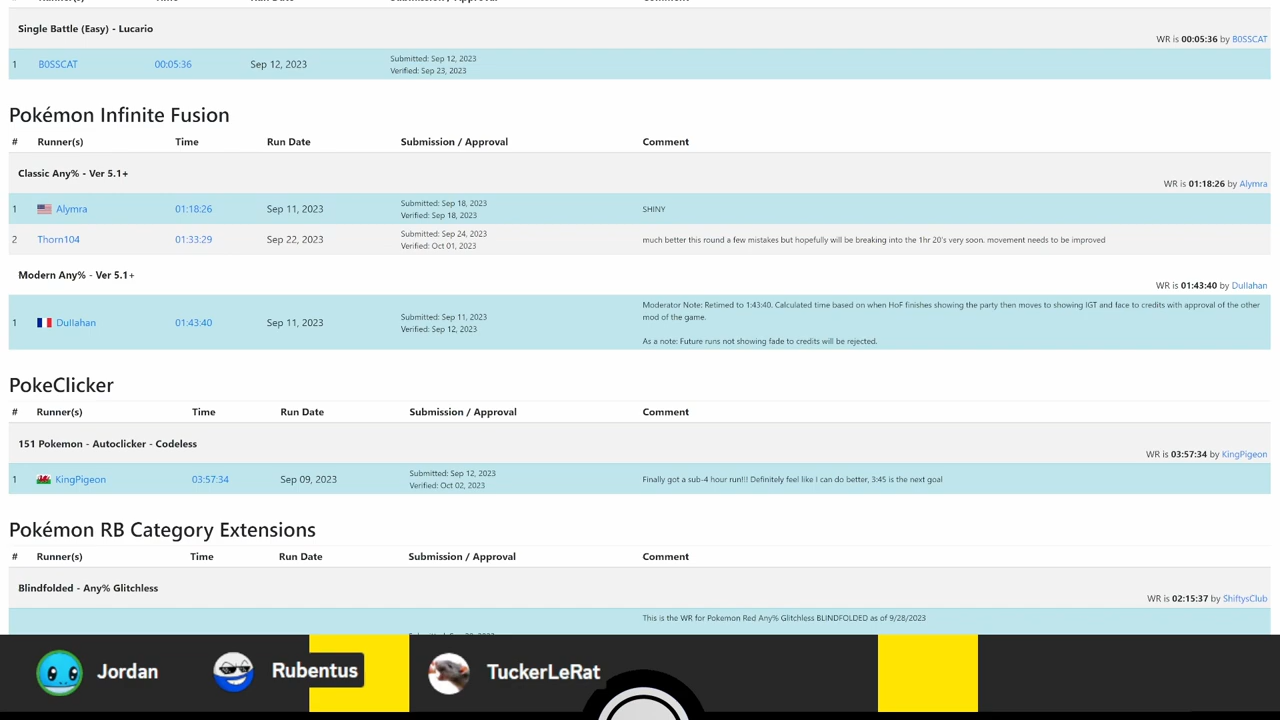 Single Battle (Easy) - Lucario
WR is 00:05:36 by B0SSCAT
1 B0SSCAT 00:05:36 Sep 12, 2023 Submitted: Sep 12, 2023
Verified: Sep 23, 2023
Pokémon Infinite Fusion
# Runner(s) Time Run Date Submission / Approval Comment
Classic Any% - Ver 5.1+
WR is 01:18:26 by Alymra
1 Alymra 01:18:26 Sep 11, 2023 Submitted: Sep 18, 2023 SHINY
Verified: Sep 18, 2023
2 Thorn104 01:33:29 Sep 22, 2023 Submitted: Sep 24, 2023 much better this round a few mistakes but hopefully will be breaking into the 1hr 20's very soon. movement needs to be improved
Verified: Oct 01, 2023
Modern Any% - Ver 5.1+
WR is 01:43:40 by Dullahan
Moderator Note: Retimed to 1:43:40. Calculated time based on when HoF finishes showing the party then moves to showing IGT and face to credits with approval of the other
mod of the game.
1 Dullahan 01:43:40 Sep 11, 2023 Submitted: Sep 11, 2023
Verified: Sep 12, 2023
As a note: Future runs not showing fade to credits will be rejected.
PokeClicker
# Runner(s) Time Run Date Submission / Approval Comment
151 Pokemon - Autoclicker - Codeless
WR is 03:57:34 by KingPigeon
1 KingPigeon 03:57:34 Sep 09, 2023 Submitted: Sep 12, 2023 Finally got a sub-4 hour run!!! Definitely feel like I can do better, 3:45 is the next goal
Verified: Oct 02, 2023
Pokémon RB Category Extensions
# Runner(s) Time Run Date Submission / Approval Comment
Blindfolded - Any% Glitchless
WR is 02:15:37 by ShiftysClub
This is the WR for Pokemon Red Any% Glitchless BLINDFOLDED as of 9/28/2023
Jordan Rubentus TuckerLeRat